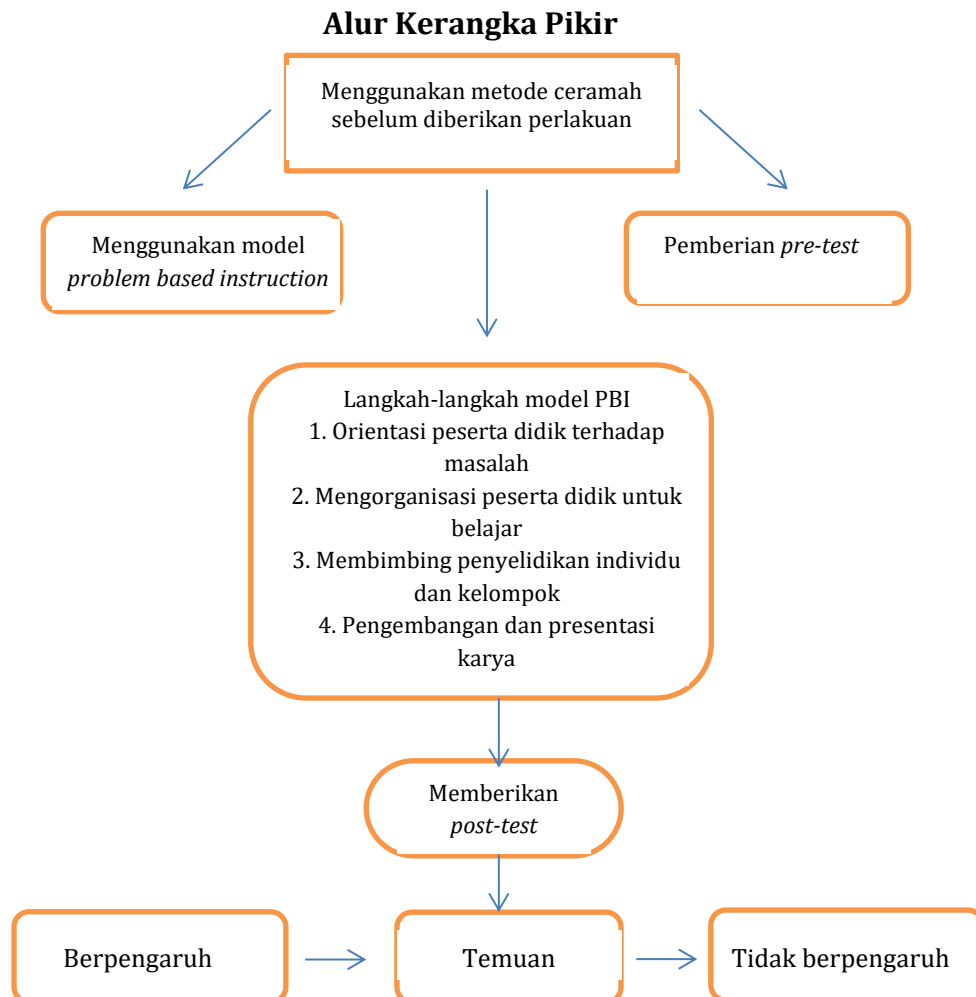 Alur Kerangka Pikir
Menggunakan metode ceramah
sebelum diberikan perlakuan
Menggunakan model
problem based instruction
Pemberian pre-test
Langkah-langkah model PBI
1. Orientasi peserta didik terhadap
masalah
2. Mengorganisasi peserta didik untuk
belajar
3. Membimbing penyelidikan individu
dan kelompok
4. Pengembangan dan presentasi
karya
Memberikan
post-test
Berpengaruh
Temuan
Tidak berpengaruh